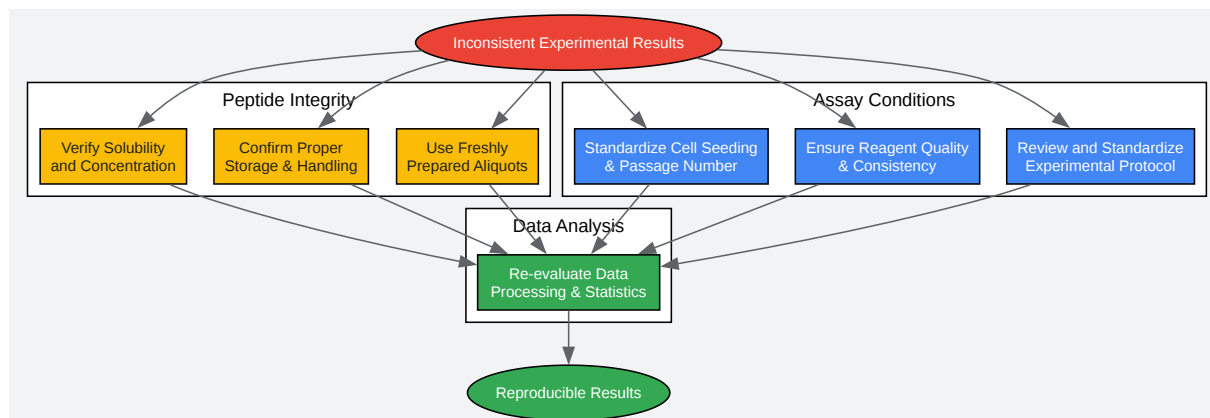 Inconsistent Experimental Results
Peptide Integrity
Verify Solubility
and Concentration
Confirm Proper
Storage & Handling
Use Freshly
Prepared Aliquots
Assay Conditions
Standardize Cell Seeding
& Passage Number
Ensure Reagent Quality
& Consistency
Review and Standardize
Experimental Protocol
Data Analysis
Re-evaluate Data
Processing & Statistics
Reproducible Results